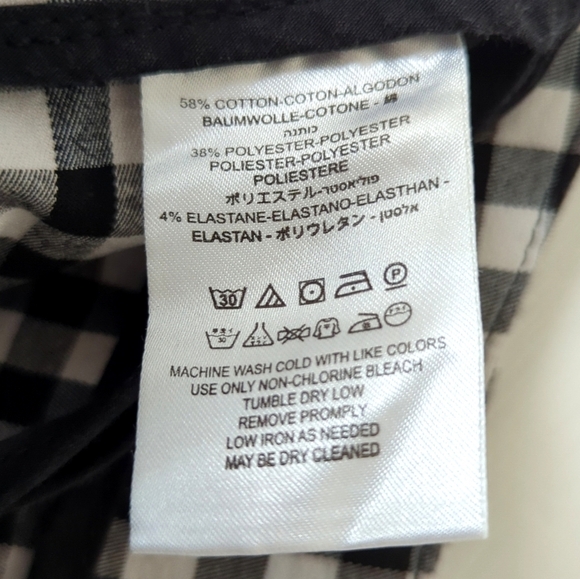 58% COTTON-COTON-ALGODON
BAUMWOLLE-COTONE - 綿
כותנה
38% POLYESTER-POLYESTER
POLIESTER-POLYESTER
POLIESTERE
ポリエステル-פוליאסטר
4% ELASTANE-ELASTANO-ELASTHAN -
ELASTAN - ポリウレタン - אלסטן
30 P
30
MACHINE WASH COLD WITH LIKE COLORS
USE ONLY NON-CHLORINE BLEACH
TUMBLE DRY LOW
REMOVE PROMPLY
LOW IRON AS NEEDED
MAY BE DRY CLEANED